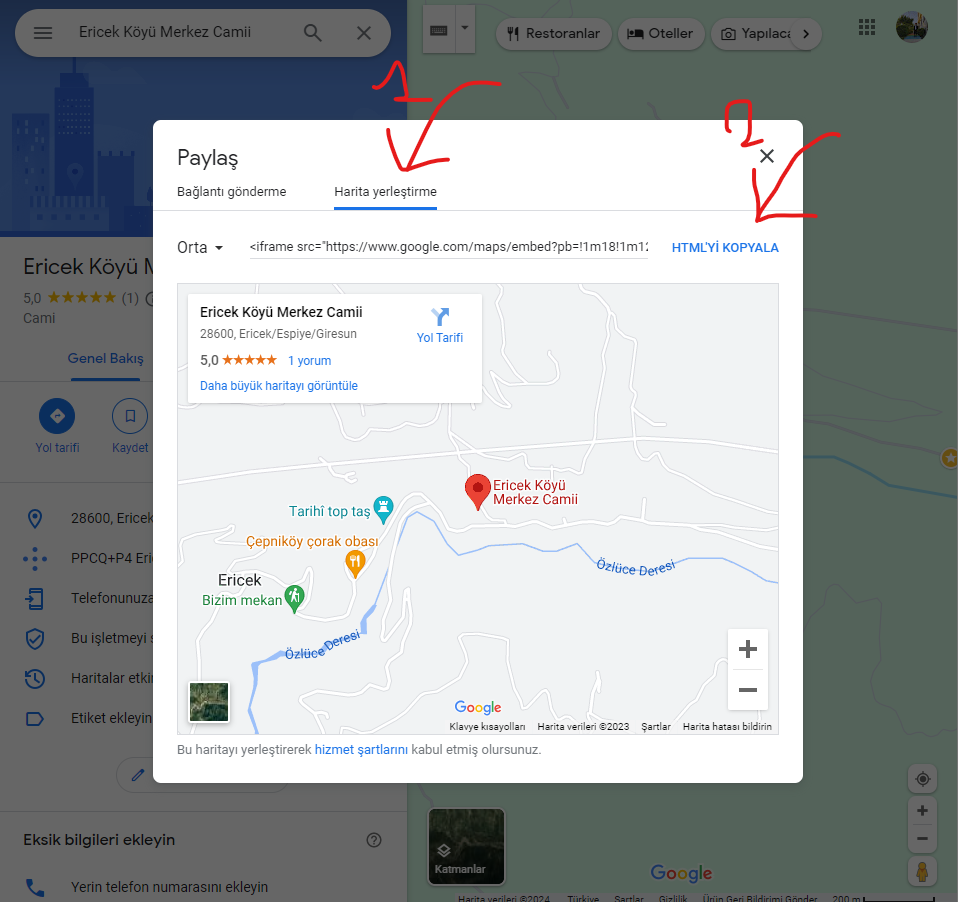 Ericek Köyü Merkez Camii
Restoranlar
Oteller
Yapılaca
1
2
Paylaş
Bağlantı gönderme
Harita yerleştirme
Orta
<iframe src="https://www.google.com/maps/embed?pb=!1m18!1m12
HTML'Yİ KOPYALA
Ericek Köyü M
5,0
(1)
Cami
Genel Bakış
Yol tarifi
Kaydet
28600, Ericek
PPCQ+P4 Eri
Telefonunuza
Bu işletmeyi s
Haritalar etkin
Etiket ekleyin
Ericek Köyü Merkez Camii
28600, Ericek/Espiye/Giresun
Yol Tarifi
5,0
1 yorum
Daha büyük haritayı görüntüle
Ericek Köyü
Merkez Camii
Tarihî top taş
Çepniköy çorak obası
Özlüce Deresi
Ericek
Bizim mekan
Özlüce Deresi
Google
Klavye kısayolları
Harita verileri ©2023
Şartlar
Harita hatası bildirin
Bu haritayı yerleştirerek hizmet şartlarını kabul etmiş olursunuz.
Eksik bilgileri ekleyin
Yerin telefon numarasını ekleyin
Katmanlar
Google
Harita verileri ©2024
Türkiye
Şartlar
Gizlilik
Ürün Geri Bildirimi Gönder
200 m